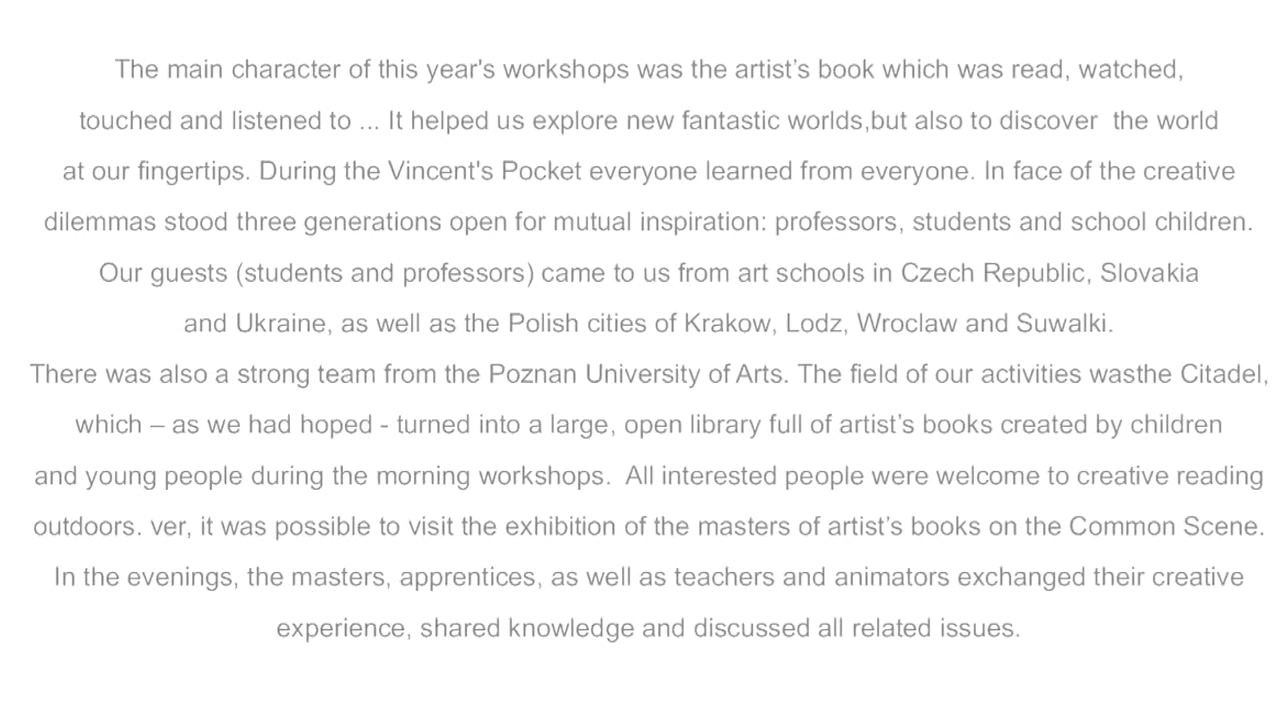 The main character of this year's workshops was the artist’s book which was read, watched,
touched and listened to ... It helped us explore new fantastic worlds,but also to discover  the world
at our fingertips. During the Vincent's Pocket everyone learned from everyone. In face of the creative
dilemmas stood three generations open for mutual inspiration: professors, students and school children.
Our guests (students and professors) came to us from art schools in Czech Republic, Slovakia
and Ukraine, as well as the Polish cities of Krakow, Lodz, Wroclaw and Suwalki.
There was also a strong team from the Poznan University of Arts. The field of our activities wasthe Citadel,
which – as we had hoped - turned into a large, open library full of artist’s books created by children
and young people during the morning workshops.  All interested people were welcome to creative reading
outdoors. ver, it was possible to visit the exhibition of the masters of artist’s books on the Common Scene.
In the evenings, the masters, apprentices, as well as teachers and animators exchanged their creative
experience, shared knowledge and discussed all related issues.